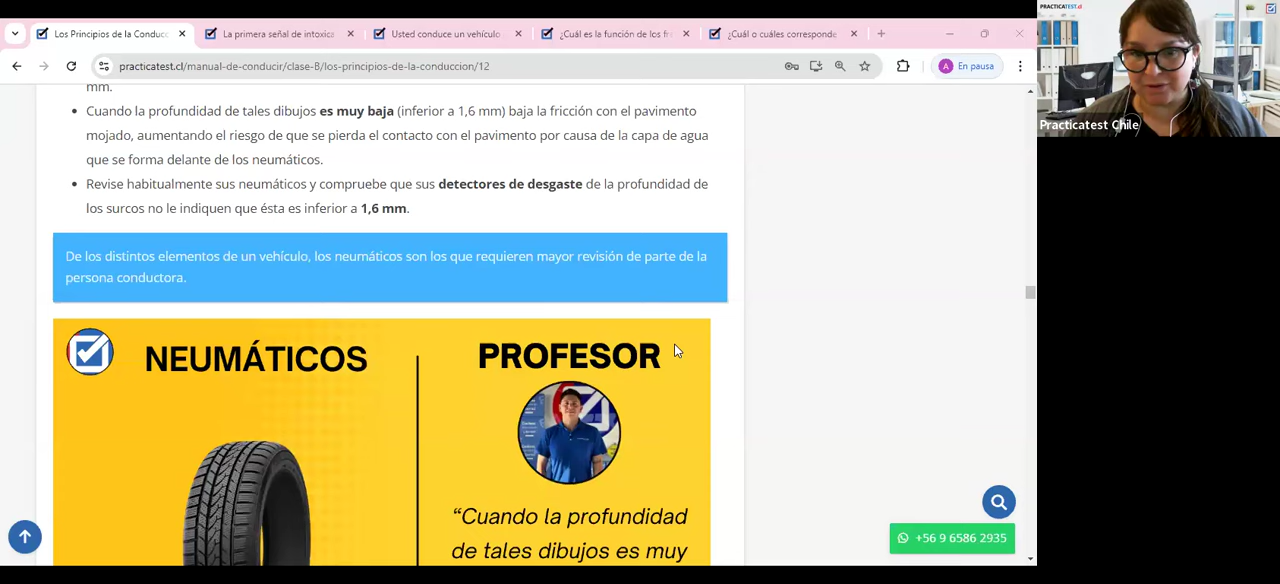 Los Principios de la Conducc
La primera señal de intoxica
Usted conduce un vehículo
¿Cuál es la función de los fr
¿Cuál o cuáles corresponde
practicatest.cl/manual-de-conducir/clase-B/los-principios-de-la-conduccion/12
A
En pausa
PRACTICATEST.cl
Practicatest Chile
mm.
• Cuando la profundidad de tales dibujos es muy baja (inferior a 1,6 mm) baja la fricción con el pavimento
mojado, aumentando el riesgo de que se pierda el contacto con el pavimento por causa de la capa de agua
que se forma delante de los neumáticos.
• Revise habitualmente sus neumáticos y compruebe que sus detectores de desgaste de la profundidad de
los surcos no le indiquen que ésta es inferior a 1,6 mm.
De los distintos elementos de un vehículo, los neumáticos son los que requieren mayor revisión de parte de la
persona conductora.
NEUMÁTICOS
PROFESOR
“Cuando la profundidad
de tales dibujos es muy
+56 9 6586 2935